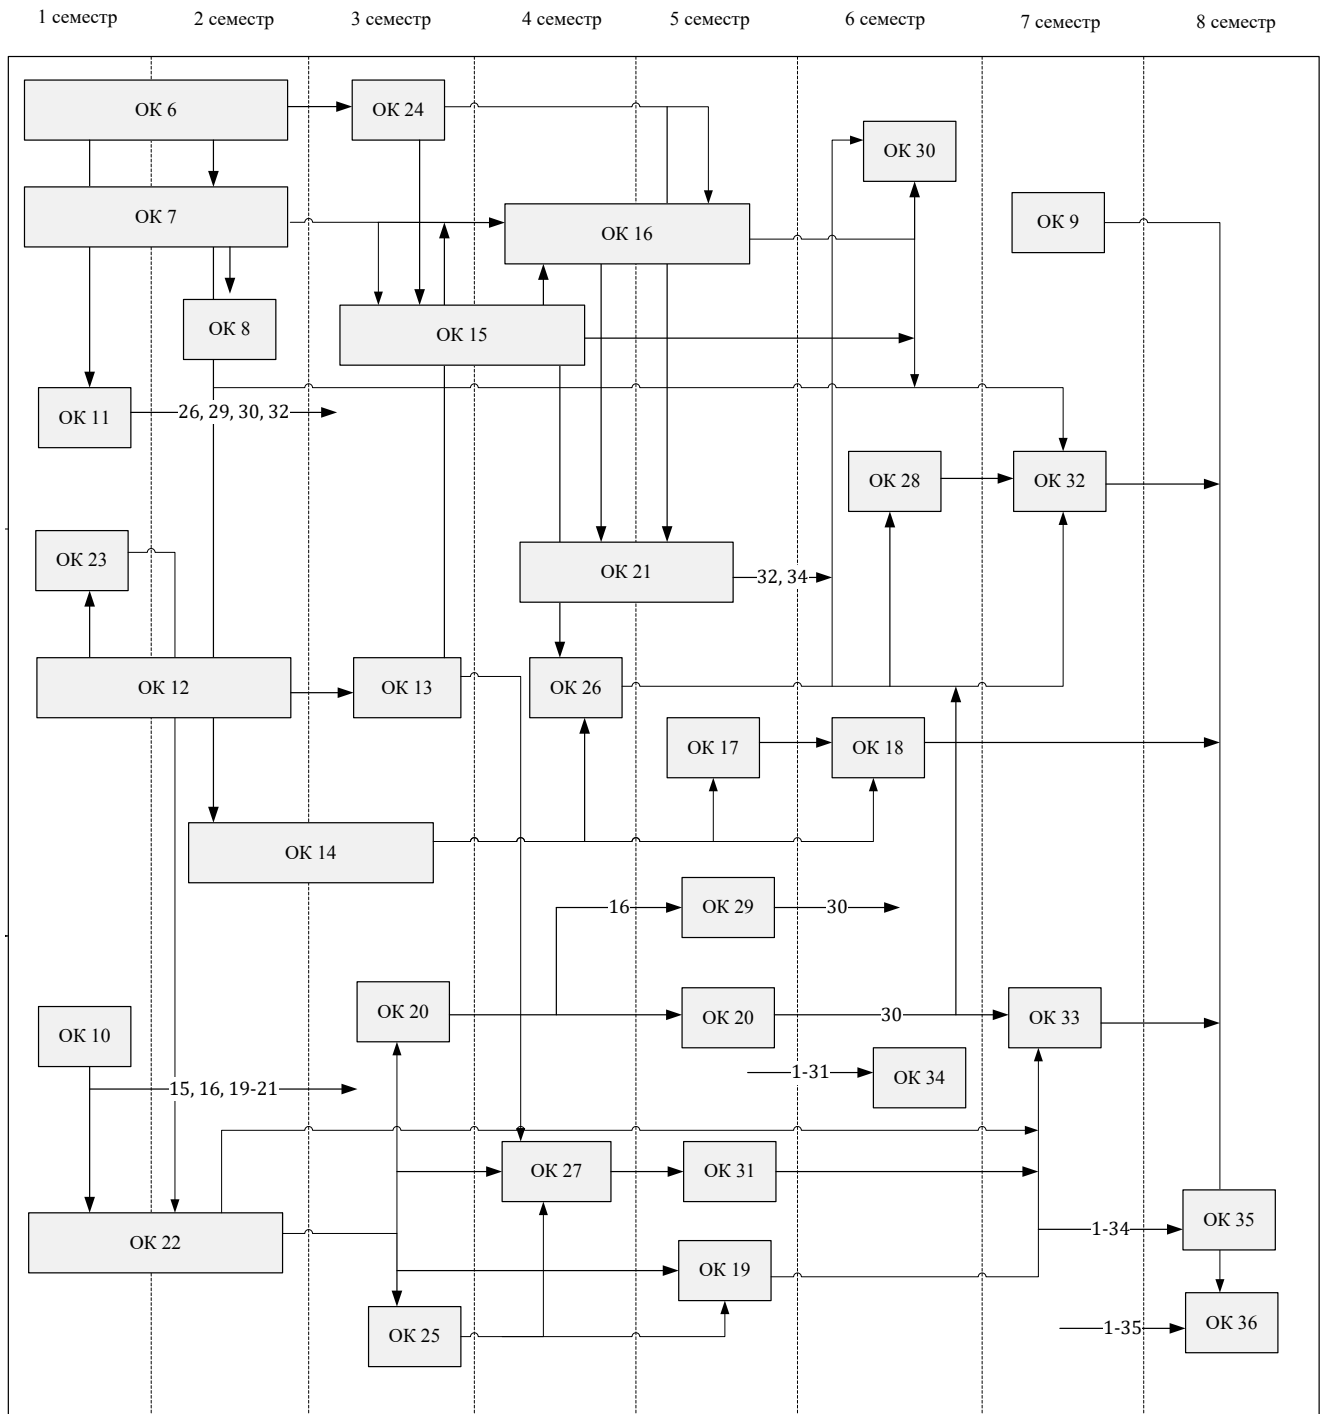 1 семестр
2 семестр
3 семестр
4 семестр
5 семестр
6 семестр
7 семестр
8 семестр
ОК 6
ОК 24
ОК 30
ОК 7
ОК 16
ОК 9
ОК 8
ОК 15
ОК 11
26, 29, 30, 32
ОК 28
ОК 32
ОК 23
ОК 21
32, 34
ОК 12
ОК 13
ОК 26
ОК 17
ОК 18
ОК 14
16
ОК 29
30
ОК 20
ОК 20
30
ОК 33
ОК 10
1-31
ОК 34
15, 16, 19-21
ОК 27
ОК 31
ОК 22
1-34
ОК 35
ОК 19
ОК 25
1-35
ОК 36